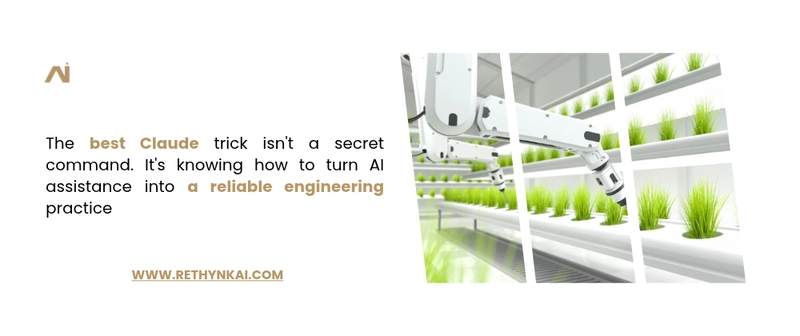 AI
The best Claude trick isn't a secret
command. It's knowing how to turn AI
assistance into a reliable engineering
practice
WWW.RETHYNKAI.COM